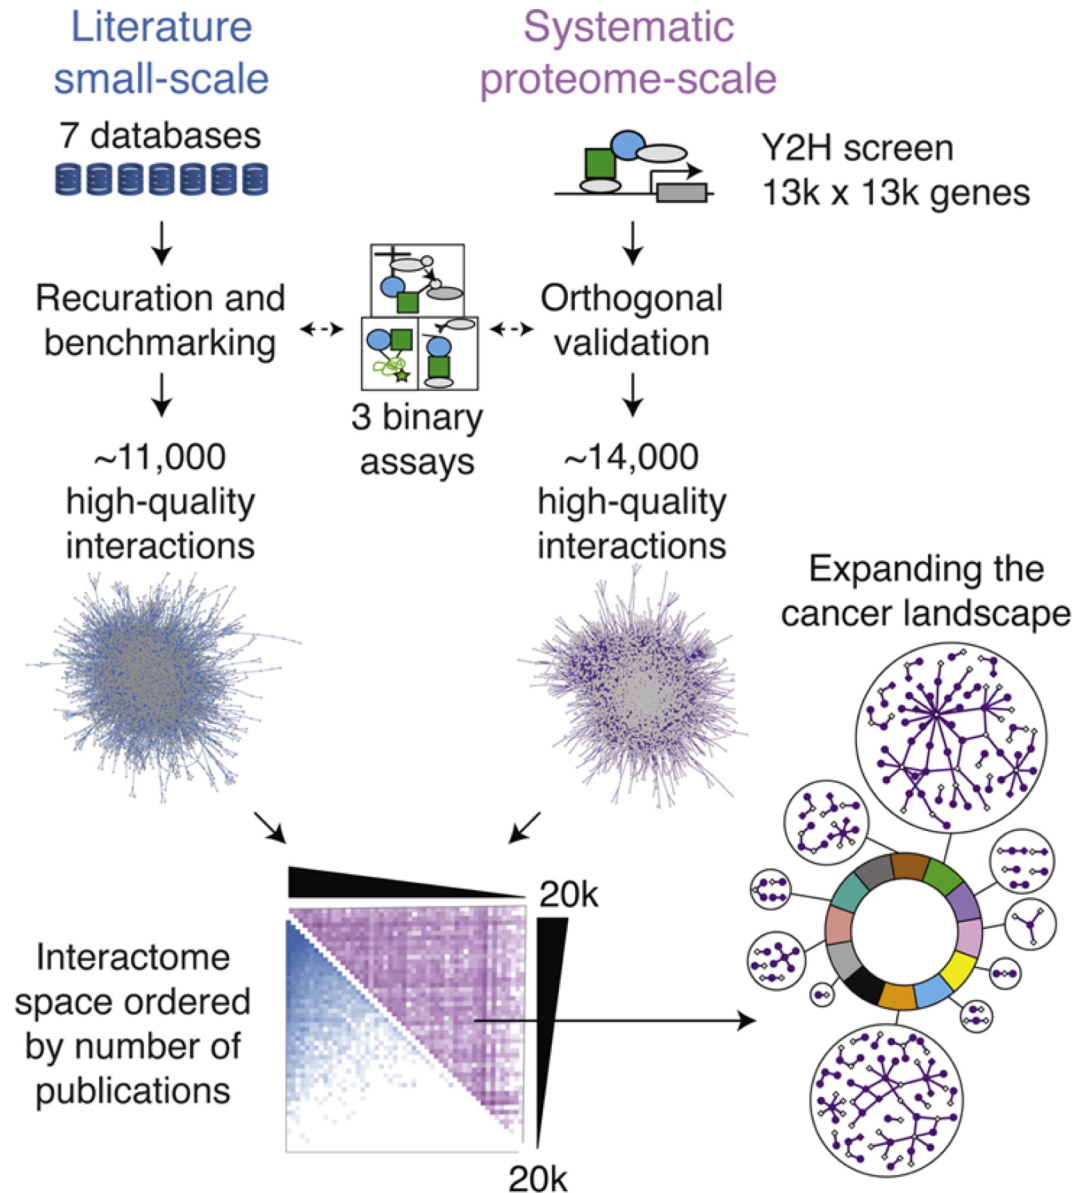 Literature
small-scale
7 databases
Systematic
proteome-scale
Y2H screen
13k x 13k genes
Recuration and
benchmarking
Orthogonal
validation
3 binary
assays
~11,000
high-quality
interactions
~14,000
high-quality
interactions
Expanding the
cancer landscape
20k
Interactome
space ordered
by number of
publications
20k